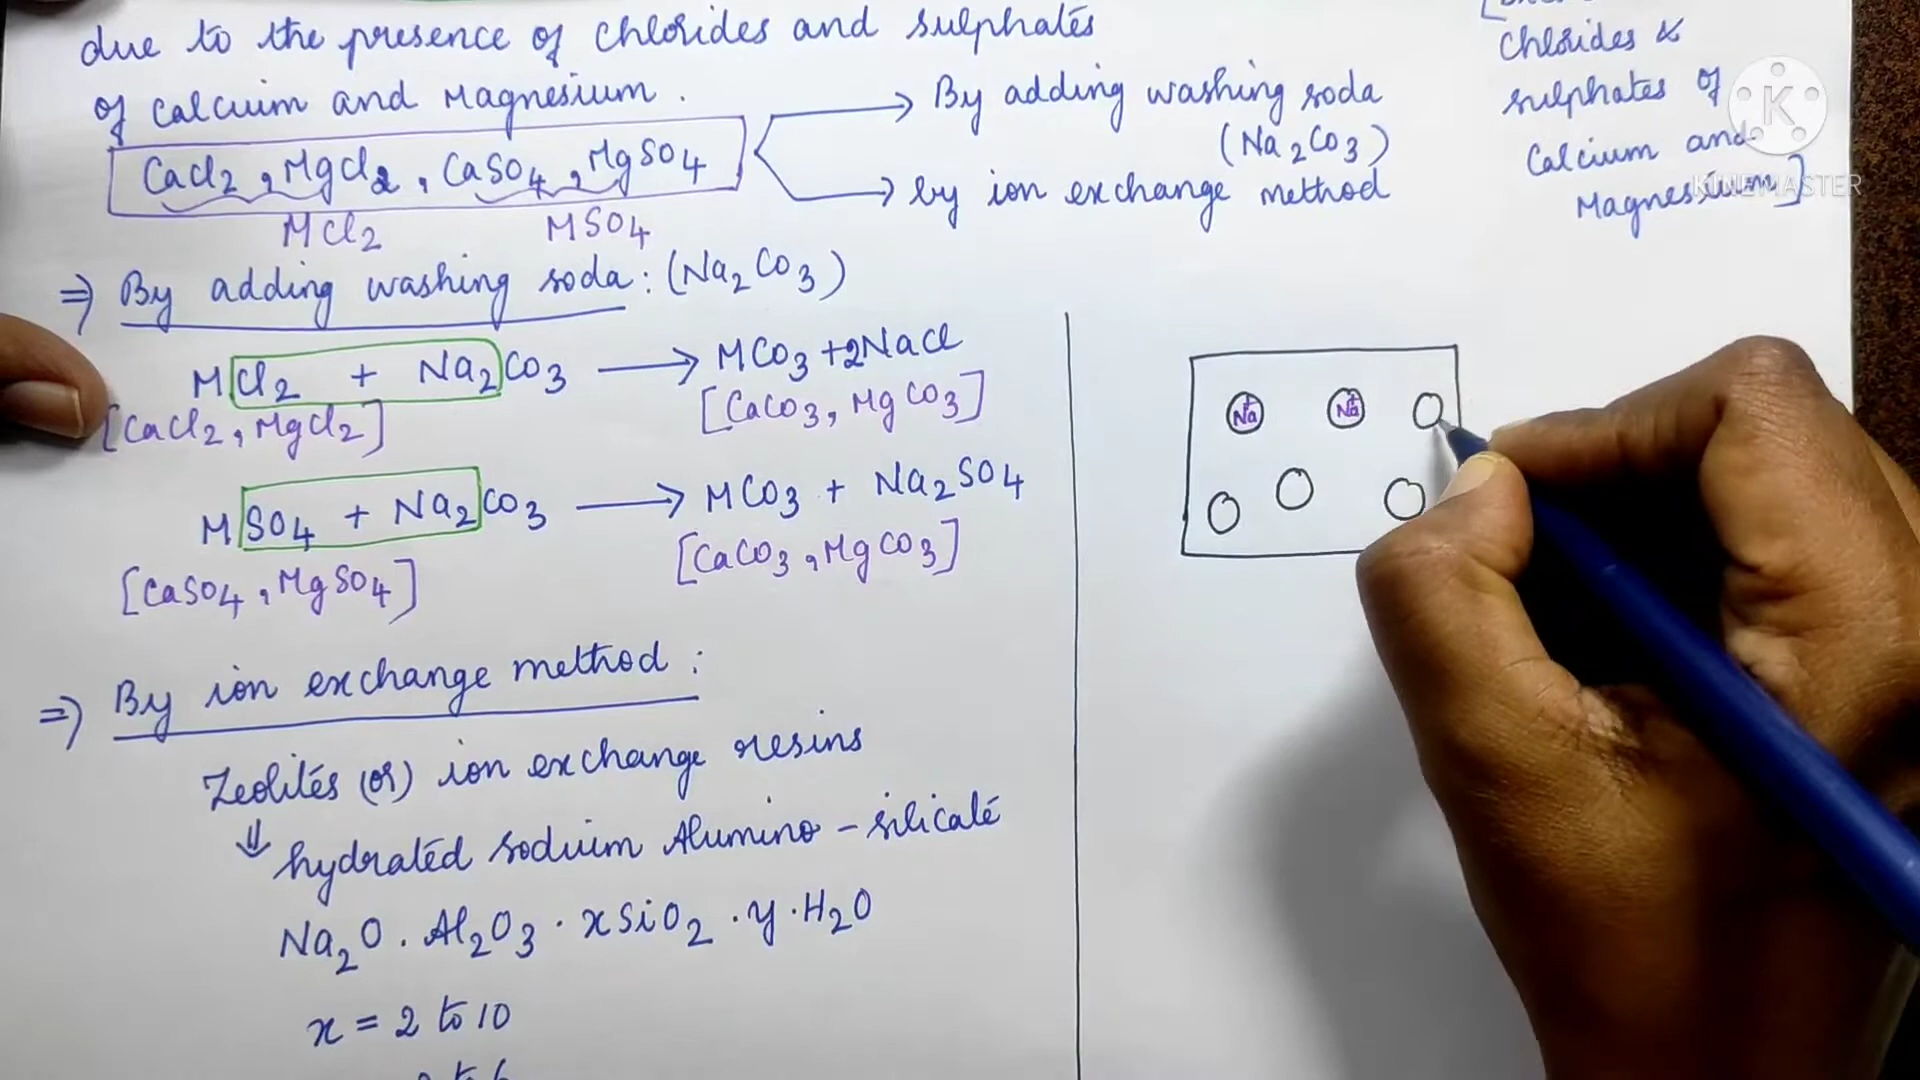 due to the presence of chlorides and sulphates
of calcium and Magnesium.
CaCl2, MgCl2, CaSO4, MgSO4
MCl2 MSO4
By adding washing soda
(Na2CO3)
by ion exchange method
chlorides &
sulphates of
Calcium and
Magnesium]
K
KINEMASTER
⇒ By adding washing soda: (Na2CO3)
MCl2 + Na2CO3 → MCO3 + 2NaCl
[CaCl2, MgCl2] [CaCO3, MgCO3]
MSO4 + Na2CO3 → MCO3 + Na2SO4
[CaSO4, MgSO4] [CaCO3, MgCO3]
⇒ By ion exchange method:
Zeolites (or) ion exchange resins
⇓ hydrated sodium Alumino-silicate
Na2O . Al2O3 . xSiO2 . y . H2O
x = 2 to 10
Na+ Na+